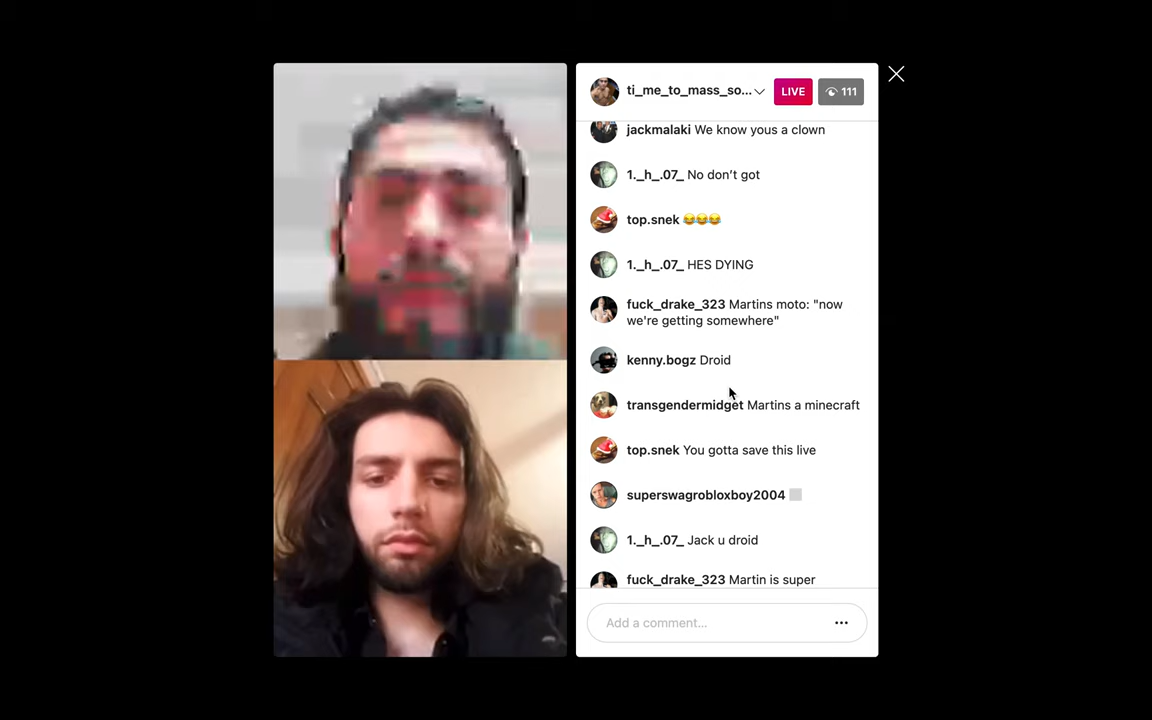 ti_me_to_mass_so...
LIVE
111
jackmalaki We know yous a clown
1._h_.07_ No don't got
top.snek 😂😂😂
1._h_.07_ HES DYING
fuck_drake_323 Martins moto: "now
we're getting somewhere"
kenny.bogz Droid
transgendermidget Martins a minecraft
top.snek You gotta save this live
superswagrobloxboy2004
1._h_.07_ Jack u droid
fuck_drake_323 Martin is super
Add a comment...